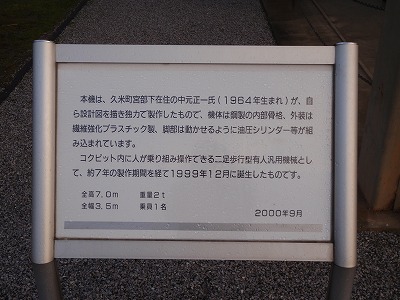 本機は、久米町宮部下在住の中元正一氏(1964年生まれ)が、自
ら設計図を描き独力で製作したもので、機体は鋼製の内部骨格、外装は
繊維強化プラスチック製、脚部は動かせるように油圧シリンダー等が組
み込まれています。
コクピット内に人が乗り組み操作できる二足歩行型有人汎用機械とし
て、約7年の製作期間を経て1999年12月に誕生したものです。
全高7.0m 重量2t
全幅3.5m 乗員1名
2000年9月